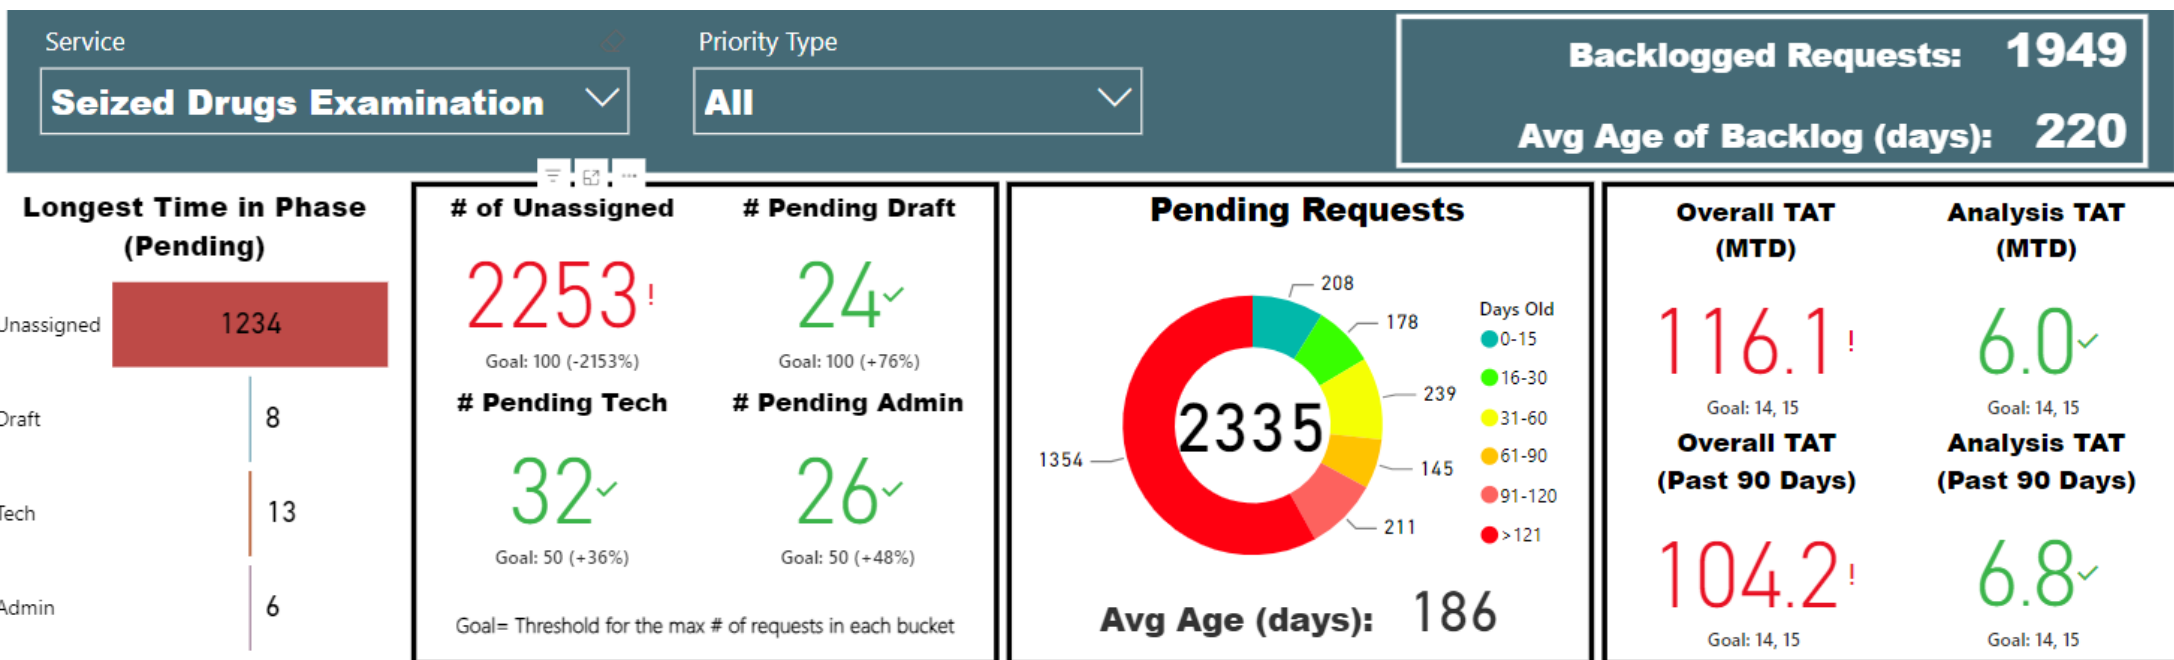 Service
Seized Drugs Examination
Priority Type
All
Backlogged Requests: 1949
Avg Age of Backlog (days): 220
Longest Time in Phase
(Pending)
Unassigned
1234
Draft
8
Tech
13
Admin
6
# of Unassigned
2253!
Goal: 100 (-2153%)
# Pending Draft
24
Goal: 100 (+76%)
# Pending Tech
32
Goal: 50 (+36%)
# Pending Admin
26
Goal: 50 (+48%)
Goal= Threshold for the max # of requests in each bucket
Pending Requests
208
178
239
145
211
1354
2335
Days Old
0-15
16-30
31-60
61-90
91-120
>121
Avg Age (days): 186
Overall TAT
(MTD)
116.1!
Goal: 14, 15
Analysis TAT
(MTD)
6.0
Goal: 14, 15
Overall TAT
(Past 90 Days)
104.2!
Goal: 14, 15
Analysis TAT
(Past 90 Days)
6.8
Goal: 14, 15